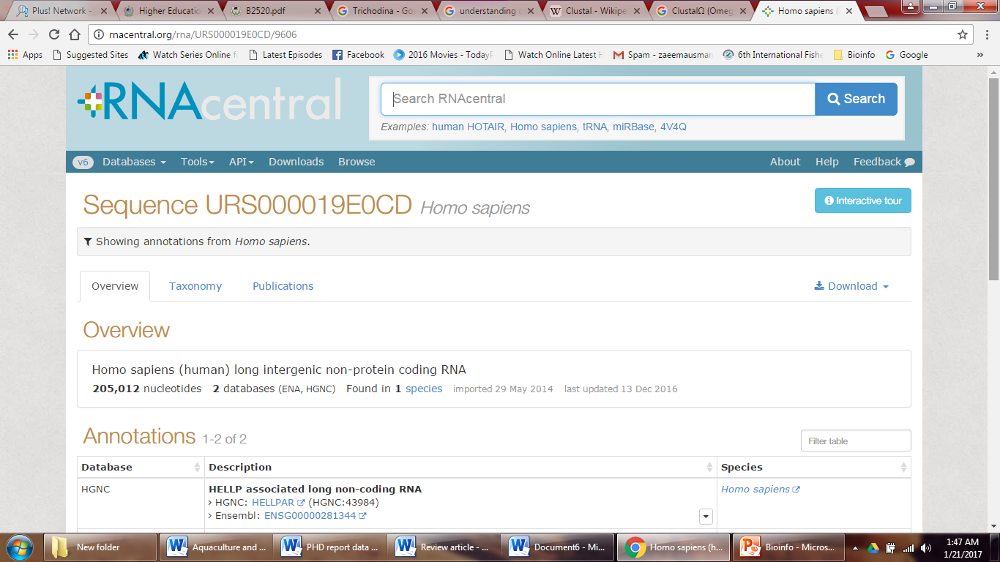 Plus! Network -
Higher Educatio
B2520.pdf
Trichodina - Goo
understanding c
Clustal - Wikipe
ClustalΩ (Omeg
Homo sapiens (
rnacentral.org/rna/URS000019E0CD/9606
Apps
Suggested Sites
Watch Series Online f
Latest Episodes
Facebook
2016 Movies - TodayP
Watch Online Latest H
Spam - zaeemausman
6th International Fishe
Bioinfo
Google
»
RNAcentral
Search RNAcentral
Search
Examples: human HOTAIR, Homo sapiens, tRNA, miRBase, 4V4Q
v6 Databases Tools API Downloads Browse About Help Feedback
Sequence URS000019E0CD Homo sapiens
Interactive tour
Showing annotations from Homo sapiens.
Overview Taxonomy Publications Download
Overview
Homo sapiens (human) long intergenic non-protein coding RNA
205,012 nucleotides 2 databases (ENA, HGNC) Found in 1 species imported 29 May 2014 last updated 13 Dec 2016
Annotations 1-2 of 2
Filter table
Database Description Species
HGNC HELLP associated long non-coding RNA Homo sapiens
› HGNC: HELLPAR (HGNC:43984)
› Ensembl: ENSG00000281344
New folder
Aquaculture and ...
PHD report data ...
Review article - ...
Document6 - Mi...
Homo sapiens (h...
Bioinfo - Micros...
1:47 AM
1/21/2017